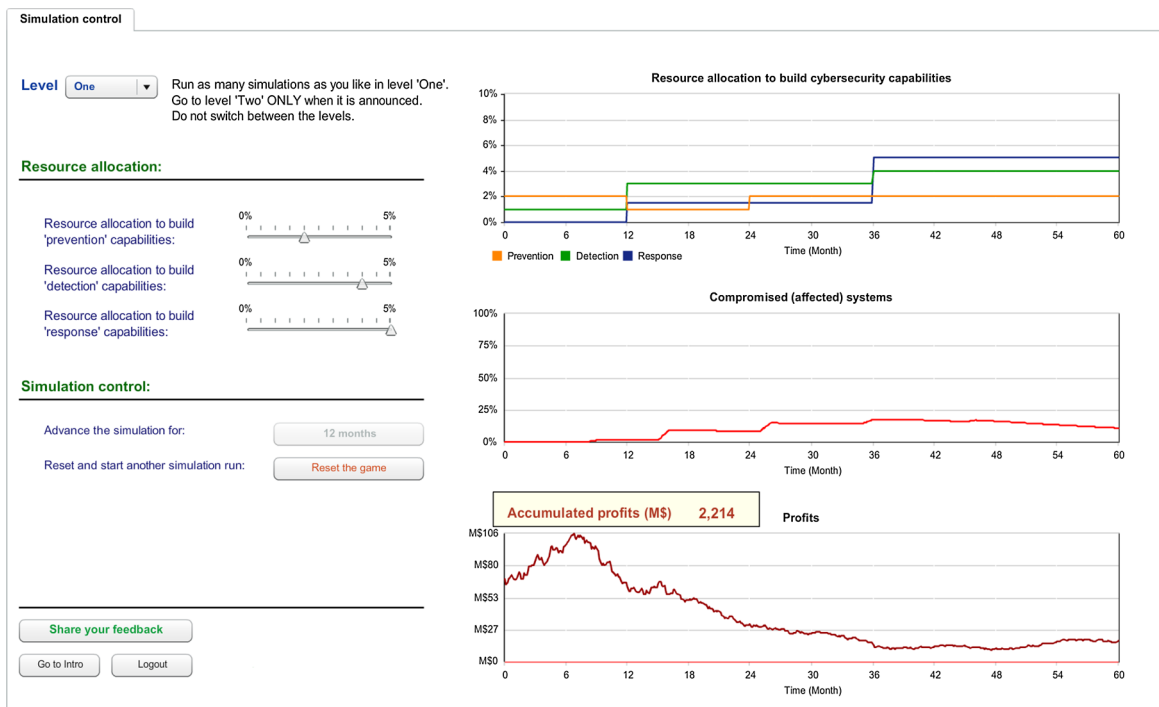 Simulation control
Level One
Run as many simulations as you like in level 'One'.
Go to level 'Two' ONLY when it is announced.
Do not switch between the levels.
Resource allocation:
Resource allocation to build
'prevention' capabilities:
0% 5%
Resource allocation to build
'detection' capabilities:
0% 5%
Resource allocation to build
'response' capabilities:
0% 5%
Simulation control:
Advance the simulation for:
12 months
Reset and start another simulation run:
Reset the game
Share your feedback
Go to Intro
Logout
Resource allocation to build cybersecurity capabilities
10%
8%
6%
4%
2%
0%
0 6 12 18 24 30 36 42 48 54 60
Time (Month)
Prevention Detection Response
Compromised (affected) systems
100%
75%
50%
25%
0%
0 6 12 18 24 30 36 42 48 54 60
Time (Month)
Accumulated profits (M$) 2,214
Profits
M$106
M$80
M$53
M$27
M$0
0 6 12 18 24 30 36 42 48 54 60
Time (Month)